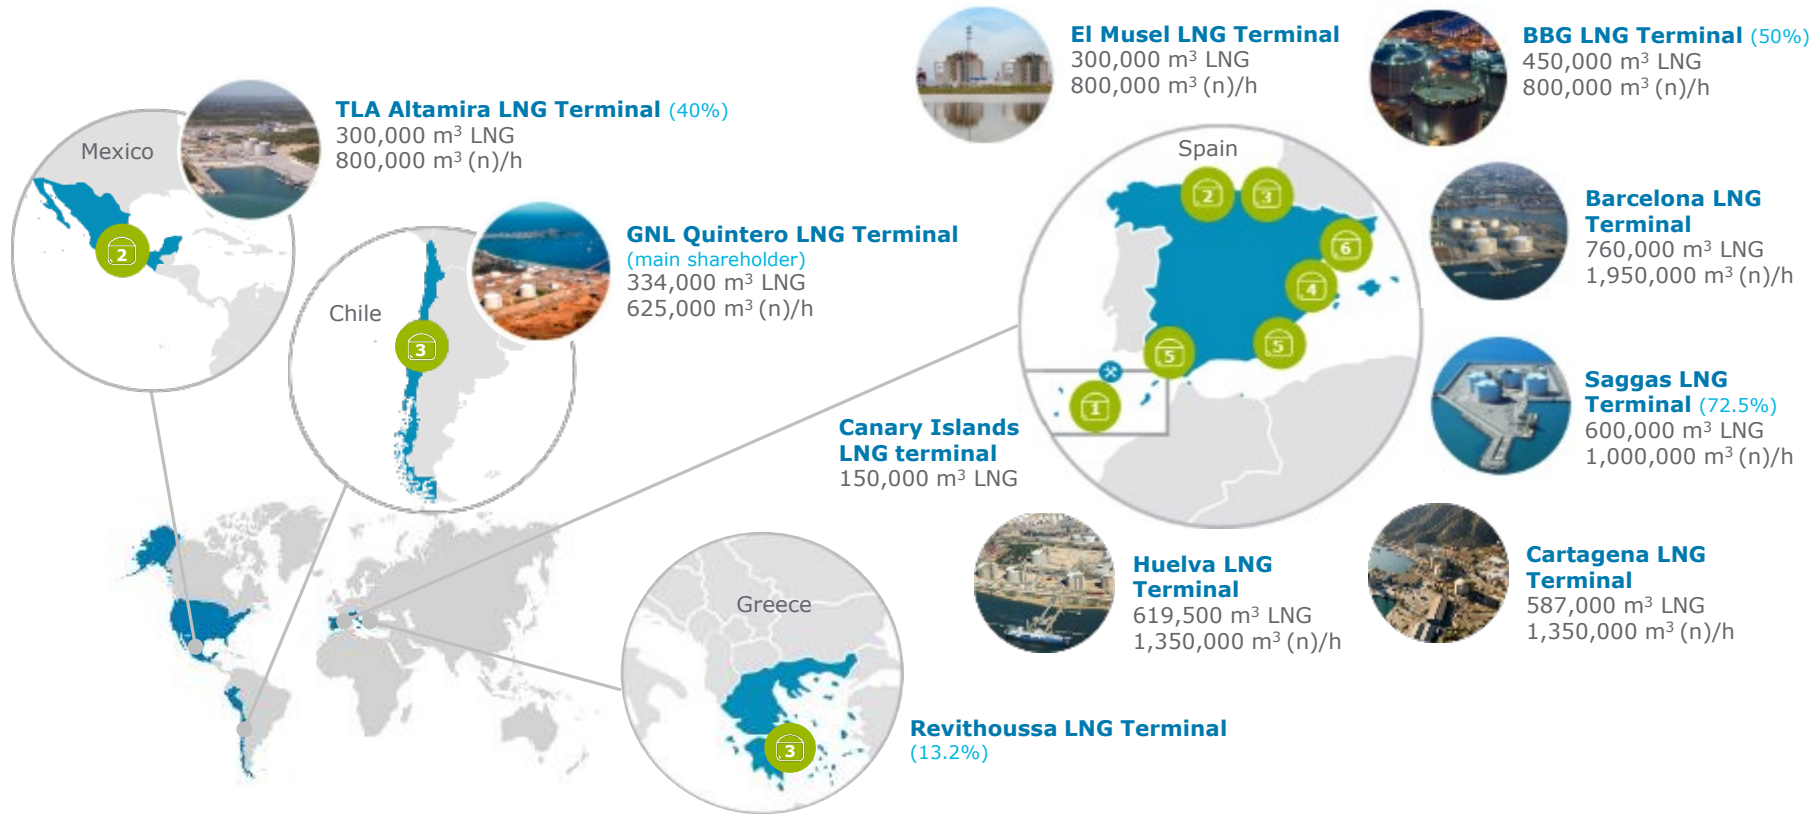 El Musel LNG Terminal
300,000 m³ LNG
800,000 m³ (n)/h
BBG LNG Terminal (50%)
450,000 m³ LNG
800,000 m³ (n)/h
TLA Altamira LNG Terminal (40%)
300,000 m³ LNG
800,000 m³ (n)/h
Mexico
2
GNL Quintero LNG Terminal
(main shareholder)
334,000 m³ LNG
625,000 m³ (n)/h
Chile
3
Spain
2
3
6
4
5
5
1
Barcelona LNG
Terminal
760,000 m³ LNG
1,950,000 m³ (n)/h
Saggas LNG
Terminal (72.5%)
600,000 m³ LNG
1,000,000 m³ (n)/h
Canary Islands
LNG terminal
150,000 m³ LNG
Huelva LNG
Terminal
619,500 m³ LNG
1,350,000 m³ (n)/h
Cartagena LNG
Terminal
587,000 m³ LNG
1,350,000 m³ (n)/h
Greece
3
Revithoussa LNG Terminal
(13.2%)